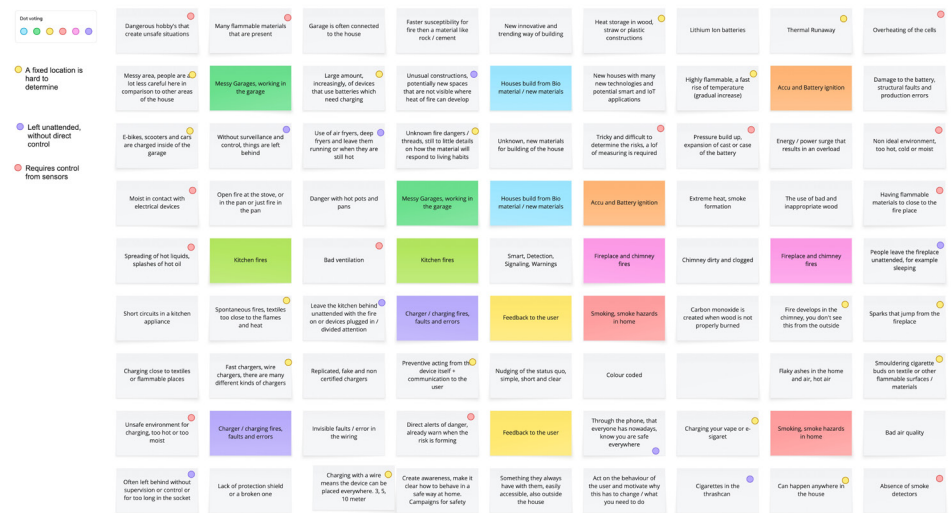 Dot voting
A fixed location is
hard to
determine
Left unattended,
without direct
control
Requires control
from sensors
Dangerous hobby's that
create unsafe situations
Many flammable materials
that are present
Garage is often connected
to the house
Faster susceptibility for
fire then a material like
rock / cement
New innovative and
trending way of building
Heat storage in wood,
straw or plastic
constructions
Lithium Ion batteries
Thermal Runaway
Overheating of the cells
Messy area, people are a
lot less careful here in
comparison to other areas
of the house
Messy Garages, working in
the garage
Large amount,
increasingly, of devices
that use batteries which
need charging
Unusual constructions,
potentially new spaces
that are not visible where
heat of fire can develop
Houses build from Bio
material / new materials
New houses with many
new technologies and
potential smart and IoT
applications
Highly flammable, a fast
rise of temperature
(gradual increase)
Accu and Battery ignition
Damage to the battery,
structural faults and
production errors
E-bikes, scooters and cars
are charged inside of the
garage
Without surveillance and
control, things are
left behind
Use of air fryers, deep
fryers and leave them
running or when they are
still hot
Unknown fire dangers /
threads, still to little details
on how the material will
respond to living habits
Unknown, new materials
for building of the house
Tricky and difficult to
determine the risks, a lof
of measuring is required
Pressure build up,
expansion of cast or case
of the battery
Energy / power surge that
results in an overload
Non ideal environment,
too hot, cold or moist
Moist in contact with
electrical devices
Open fire at the stove, or
in the pan or just fire in
the pan
Danger with hot pots and
pans
Messy Garages, working in
the garage
Houses build from Bio
material / new materials
Accu and Battery ignition
Extreme heat, smoke
formation
The use of bad and
inappropriate wood
Having flammable
materials to close to the
fire place
Spreading of hot liquids,
splashes of hot oil
Kitchen fires
Bad ventilation
Kitchen fires
Smart, Detection,
Signaling, Warnings
Fireplace and chimney
fires
Chimney dirty and clogged
Fireplace and chimney
fires
People leave the fireplace
unattended, for example
sleeping
Short circuits in a kitchen
appliance
Spontaneous fires, textiles
too close to the flames
and heat
Leave the kitchen behind
unattended with the fire
on or devices plugged in /
divided attention
Charger / charging fires,
faults and errors
Feedback to the user
Smoking, smoke hazards
in home
Carbon monoxide is
created when wood is not
properly burned
Fire develops in the
chimney, you don't see
this from the outside
Sparks that jump from the
fireplace
Charging close to textiles
or flammable places
Fast chargers, wire
chargers, there are many
different kinds of chargers
Replicated, fake and non
certified chargers
Preventive acting from the
device itself +
communication to the
user
Nudging of the status quo,
simple, short and clear
Colour coded
Flaky ashes in the home
and air, hot air
Smouldering cigarette
buds on textile or other
flammable surfaces /
materials
Unsafe environment for
charging, too hot or too
moist
Charger / charging fires,
faults and errors
Invisible faults / error in
the wiring
Direct alerts of danger,
already warn when the
risk is forming
Feedback to the user
Through the phone, that
everyone has nowadays,
know you are safe
everywhere
Charging your vape or e-
sigaret
Smoking, smoke hazards
in home
Bad air quality
Often left behind without
supervision or control or
for too long in the socket
Lack of protection shield
or a broken one
Charging with a wire
means the device can be
placed everywhere. 3, 5,
10 meter
Create awareness, make it
clear how to behave in a
safe way at home.
Campaigns for safety
Something they always
have with them, easily
accessible, also outside
the house
Act on the behaviour of
the user and motivate why
this has to change / what
you need to do
Cigarettes in the
thrashcan
Can happen anywhere in
the house
Absence of smoke
detectors